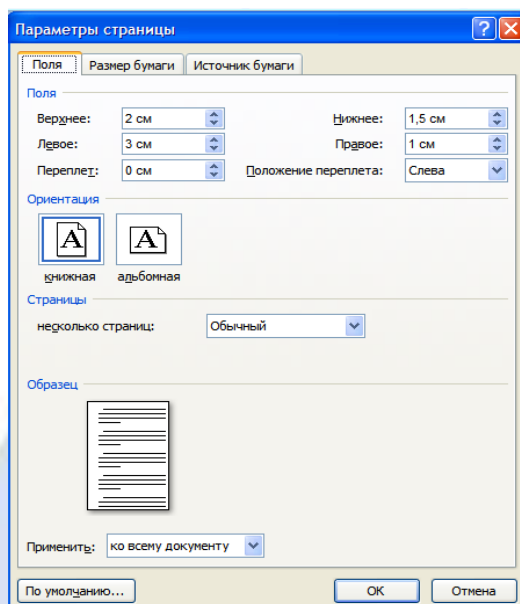 Параметры страницы
Поля Размер бумаги Источник бумаги
Поля
Верхнее: 2 см Нижнее: 1,5 см
Левое: 3 см Правое: 1 см
Переплет: 0 см Положение переплета: Слева
Ориентация
A A
книжная альбомная
Страницы
несколько страниц: Обычный
Образец
Применить: ко всему документу
По умолчанию... ОК Отмена